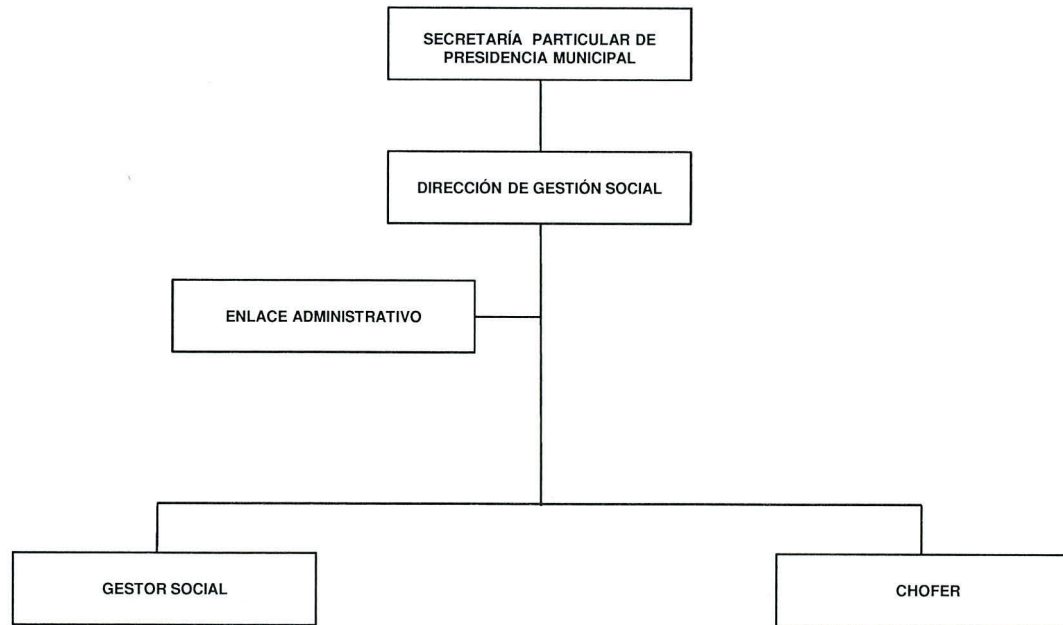 SECRETARÍA PARTICULAR DE
PRESIDENCIA MUNICIPAL
DIRECCIÓN DE GESTIÓN SOCIAL
ENLACE ADMINISTRATIVO
GESTOR SOCIAL
CHOFER